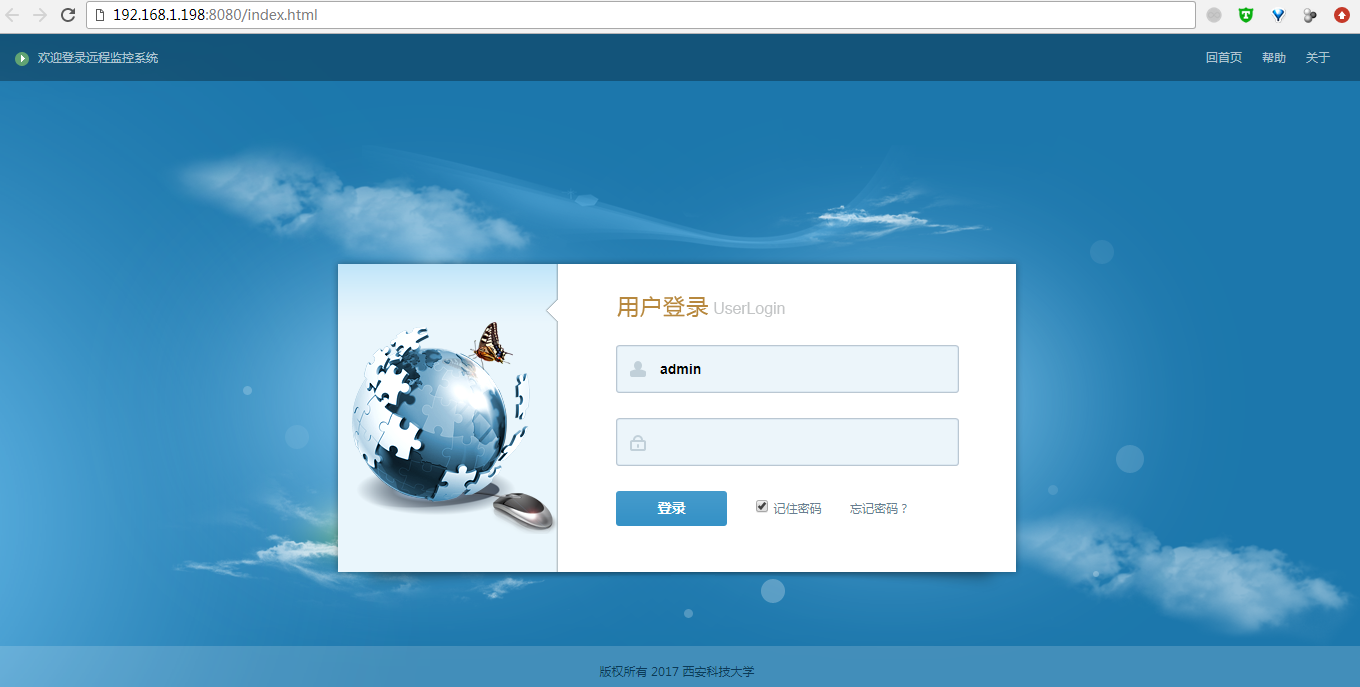 192.168.1.198:8080/index.html
欢迎登录远程监控系统 回首页 帮助 关于
用户登录 UserLogin
admin
登录 记住密码 忘记密码？
版权所有 2017 西安科技大学